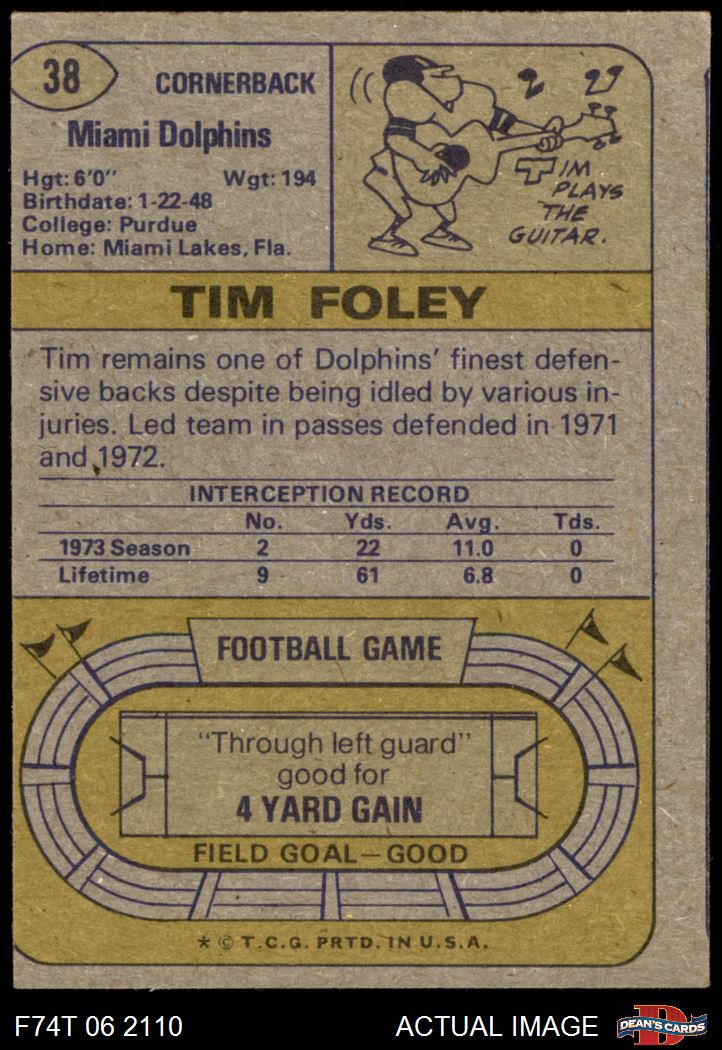 38
CORNERBACK
Miami Dolphins
Hgt: 6'0" Wgt: 194
Birthdate: 1-22-48
College: Purdue
Home: Miami Lakes, Fla.
TIM
PLAYS
THE
GUITAR.
TIM FOLEY
Tim remains one of Dolphins' finest defen-
sive backs despite being idled by various in-
juries. Led team in passes defended in 1971
and 1972.
INTERCEPTION RECORD
No. Yds. Avg. Tds.
1973 Season 2 22 11.0 0
Lifetime 9 61 6.8 0
FOOTBALL GAME
"Through left guard"
good for
4 YARD GAIN
FIELD GOAL—GOOD
* © T.C.G. PRTD. IN U.S.A.
F74T 06 2110
ACTUAL IMAGE
D
DEAN'S CARDS